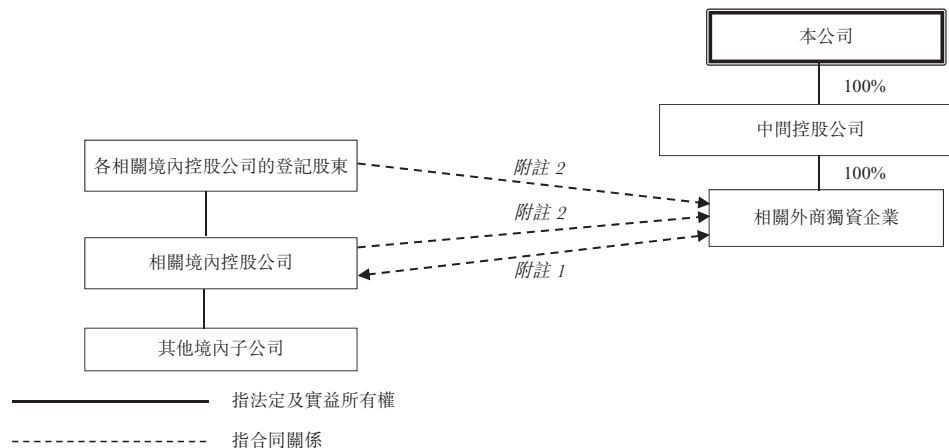 本公司
100%
中間控股公司
各相關境內控股公司的登記股東
附註 2
100%
相關外商獨資企業
附註 2
相關境內控股公司
附註 1
其他境內子公司
指法定及實益所有權
指合同關係